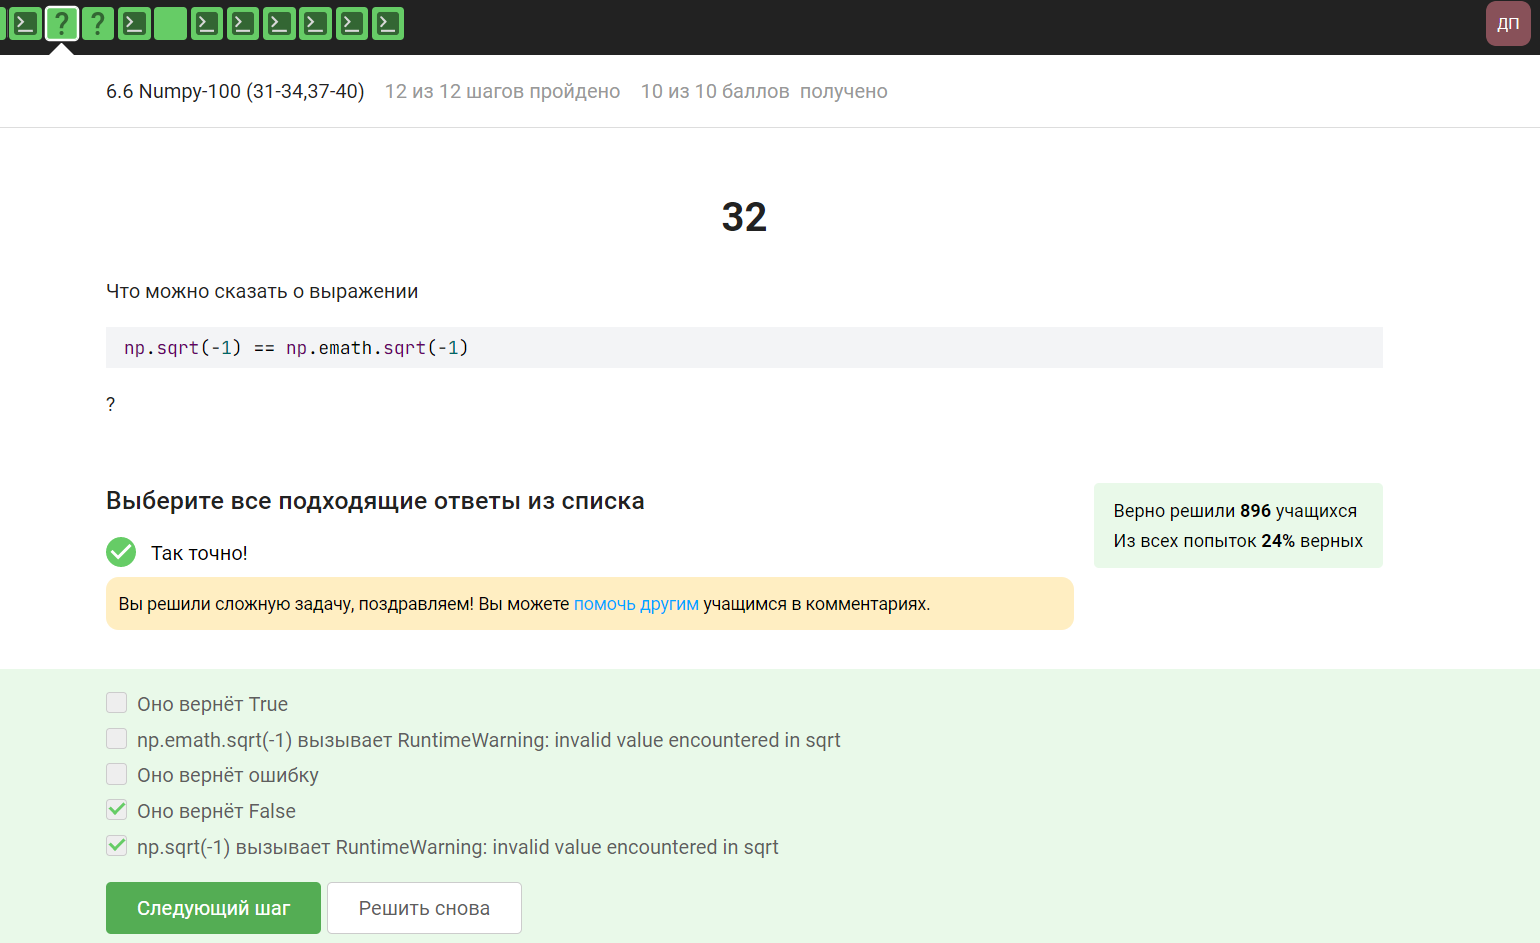 ? ?
ДП
6.6 Numpy-100 (31-34,37-40) 12 из 12 шагов пройдено 10 из 10 баллов получено
32
Что можно сказать о выражении
np.sqrt(-1) == np.emath.sqrt(-1)
?
Выберите все подходящие ответы из списка
Верно решили 896 учащихся
Из всех попыток 24% верных
Так точно!
Вы решили сложную задачу, поздравляем! Вы можете помочь другим учащимся в комментариях.
Оно вернёт True
np.emath.sqrt(-1) вызывает RuntimeWarning: invalid value encountered in sqrt
Оно вернёт ошибку
Оно вернёт False
np.sqrt(-1) вызывает RuntimeWarning: invalid value encountered in sqrt
Следующий шаг Решить снова